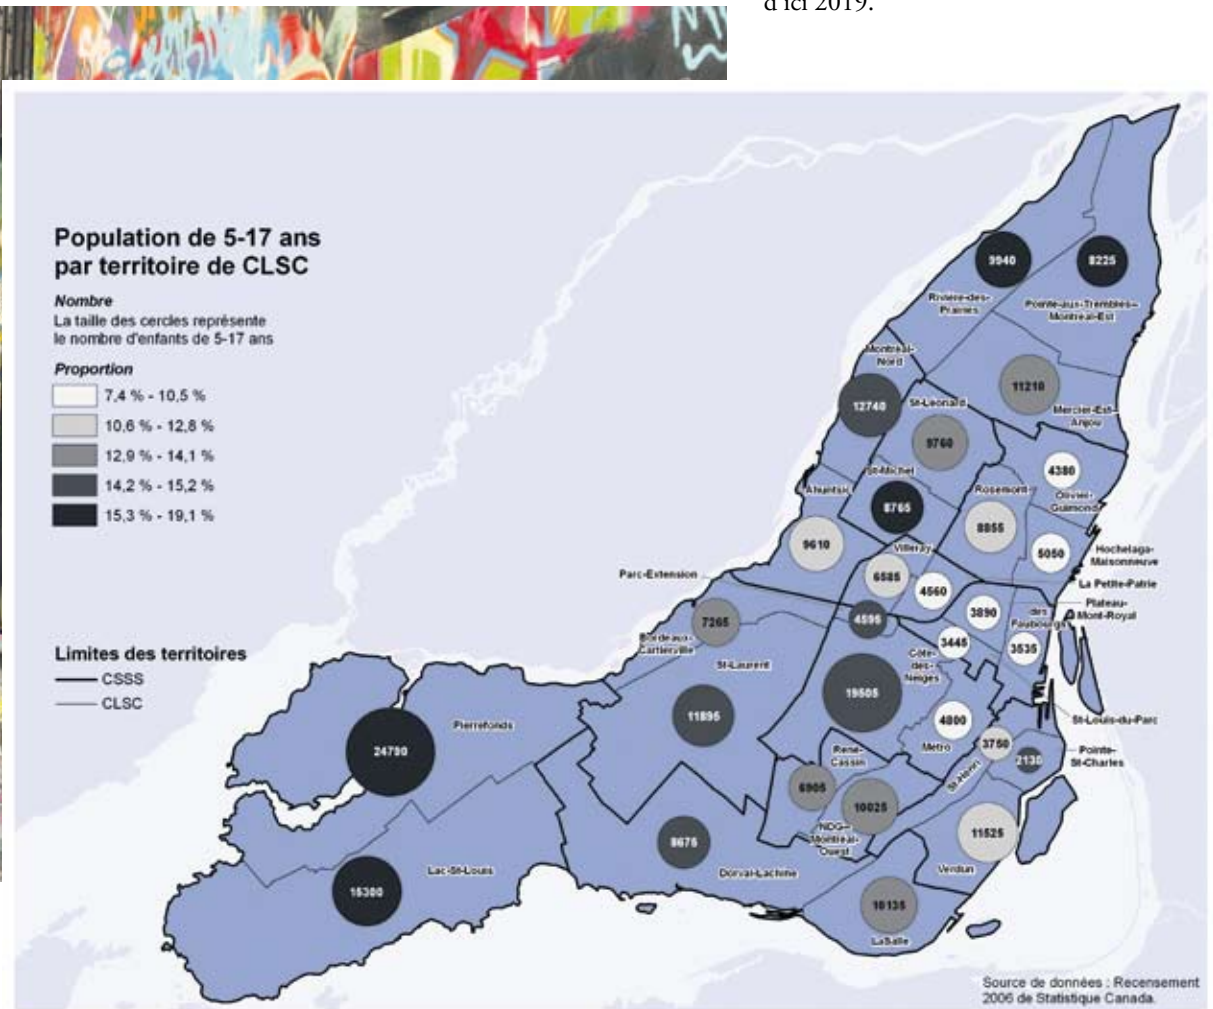 d'ici 2019.
Population de 5-17 ans
par territoire de CLSC
Nombre
La taille des cercles représente
le nombre d'enfants de 5-17 ans
Proportion
7,4 % - 10,5 %
10,6 % - 12,8 %
12,9 % - 14,1 %
14,2 % - 15,2 %
15,3 % - 19,1 %
Limites des territoires
CSSS
CLSC
9940
8225
Rivière-des-
Prairies
Pointe-aux-Trembles-
Montréal-Est
Montréal-
Nord
11210
12740
St-Léonard
Mercier-Est-
Anjou
9760
St-Michel
4380
Ahuntsic
Rosemont
Olivier-
Guimond
8765
8855
9610
Villeray
5050
Hochelaga-
Maisonneuve
Parc-Extension
6585
4560
La Petite-Patrie
Plateau-
Mont-Royal
7265
4595
3890
des
Faubourgs
Bordeaux-
Cartierville
St-Laurent
3445
3535
Côte-
des-
Neiges
19505
11895
4800
St-Louis-du-Parc
Pierrefonds
24790
Métro
3750
René-
Cassin
2130
Pointe-
St-Charles
St-Henri
6905
10025
NDG-
Montréal-
Ouest
11525
8675
Verdun
Lac-St-Louis
Dorval-Lachine
15300
10135
LaSalle
Source de données : Recensement
2006 de Statistique Canada.